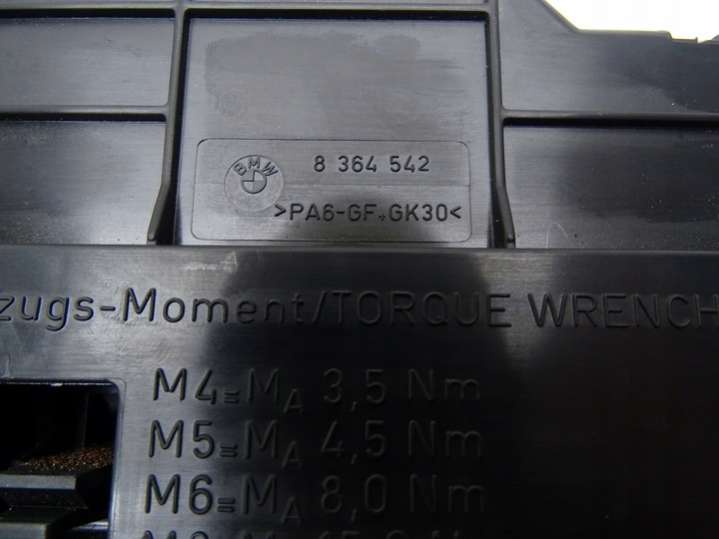 BMW
8 364 542
>PA6-GF+GK30<
zugs-Moment/TORQUE WRENCH
M4=MA 3,5 Nm
M5=MA 4,5 Nm
M6=MA 8,0 Nm